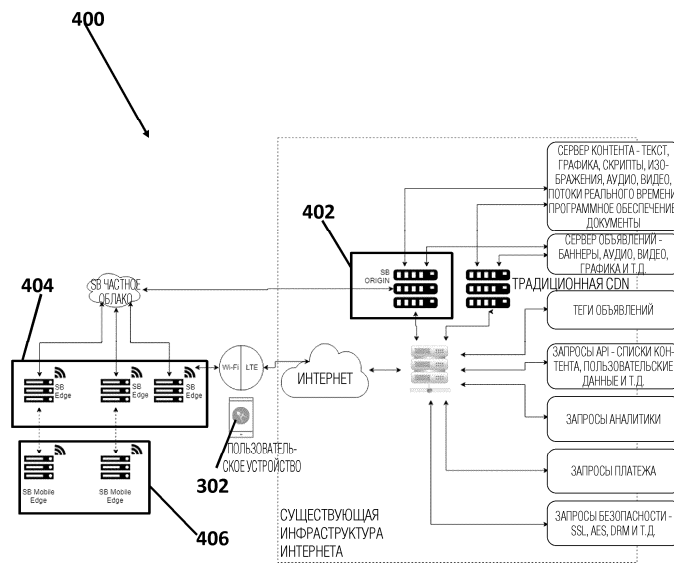 400
СЕРВЕР КОНТЕНТА - ТЕКСТ,
ГРАФИКА, СКРИПТЫ, ИЗО-
БРАЖЕНИЯ, АУДИО, ВИДЕО,
ПОТОКИ РЕАЛЬНОГО ВРЕМЕНИ
ПРОГРАММНОЕ ОБЕСПЕЧЕНИЕ
ДОКУМЕНТЫ
402
СЕРВЕР ОБЪЯВЛЕНИЙ -
БАННЕРЫ, АУДИО, ВИДЕО,
ГРАФИКА И Т.Д.
SB
ORIGIN
ТРАДИЦИОННАЯ CDN
404
SB ЧАСТНОЕ
ОБЛАКО
ТЕГИ ОБЪЯВЛЕНИЙ
Wi-Fi
LTE
ИНТЕРНЕТ
ЗАПРОСЫ API - СПИСКИ КОН-
ТЕНТА, ПОЛЬЗОВАТЕЛЬСКИЕ
ДАННЫЕ И Т.Д.
SB
Edge
SB
Edge
SB
Edge
ЗАПРОСЫ АНАЛИТИКИ
ПОЛЬЗОВАТЕЛЬ-
СКОЕ УСТРОЙСТВО
302
ЗАПРОСЫ ПЛАТЕЖА
SB Mobile
Edge
SB Mobile
Edge
406
СУЩЕСТВУЮЩАЯ
ИНФРАСТРУКТУРА
ИНТЕРНЕТА
ЗАПРОСЫ БЕЗОПАСНОСТИ -
SSL, AES, DRM И Т.Д.